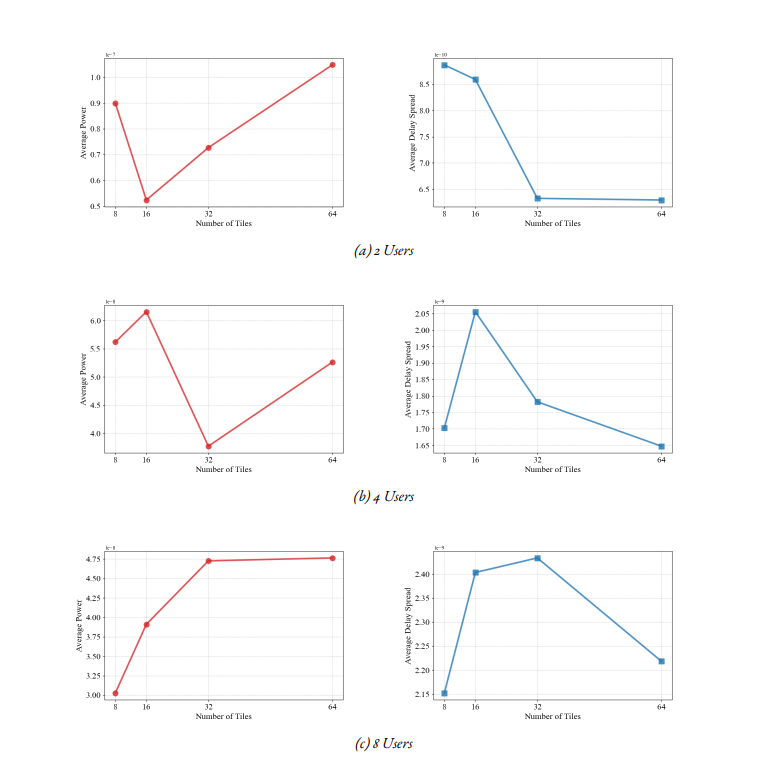 1e−7
1.0
0.9
0.8
0.7
0.6
0.5
Average Power
8 16 32 64
Number of Tiles
1e−10
8.5
8.0
7.5
7.0
6.5
Average Delay Spread
8 16 32 64
Number of Tiles
(a) 2 Users
1e−8
6.0
5.5
5.0
4.5
4.0
Average Power
8 16 32 64
Number of Tiles
1e−9
2.05
2.00
1.95
1.90
1.85
1.80
1.75
1.70
1.65
Average Delay Spread
8 16 32 64
Number of Tiles
(b) 4 Users
1e−8
4.75
4.50
4.25
4.00
3.75
3.50
3.25
3.00
Average Power
8 16 32 64
Number of Tiles
1e−9
2.40
2.35
2.30
2.25
2.20
2.15
Average Delay Spread
8 16 32 64
Number of Tiles
(c) 8 Users